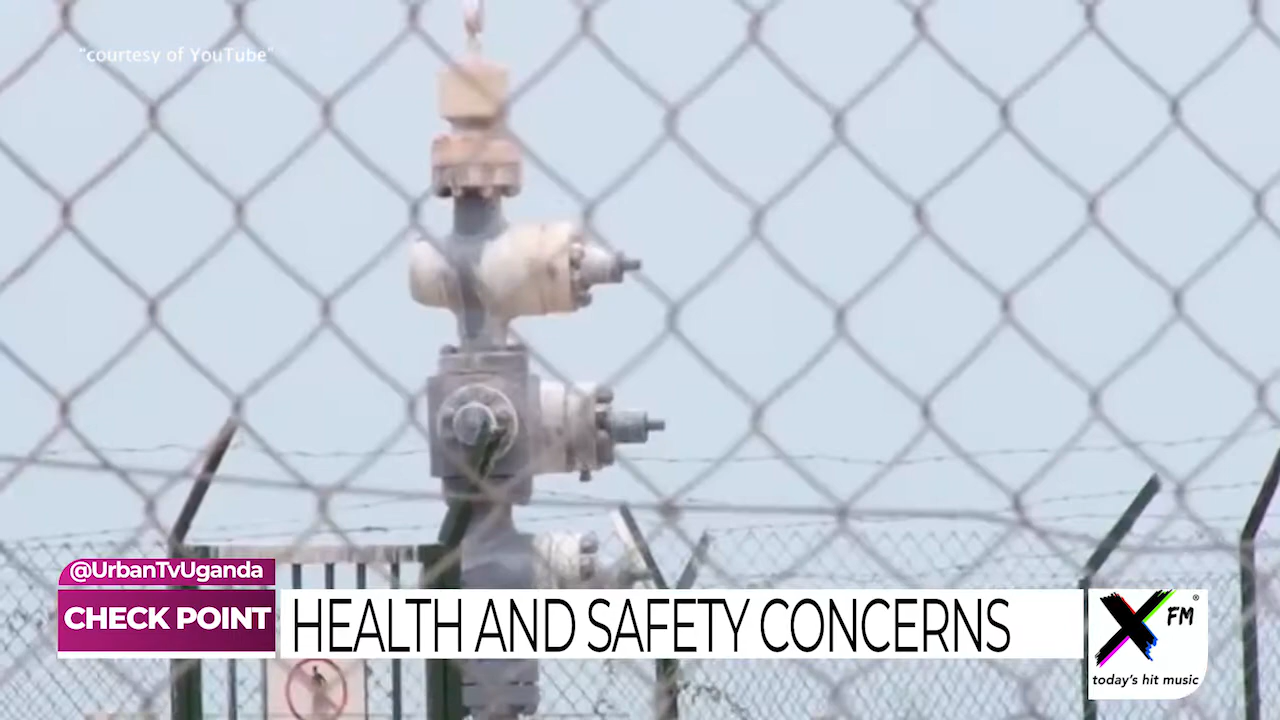 "courtesy of YouTube"
@UrbanTvUganda
CHECK POINT
HEALTH AND SAFETY CONCERNS
X FM®
today's hit music